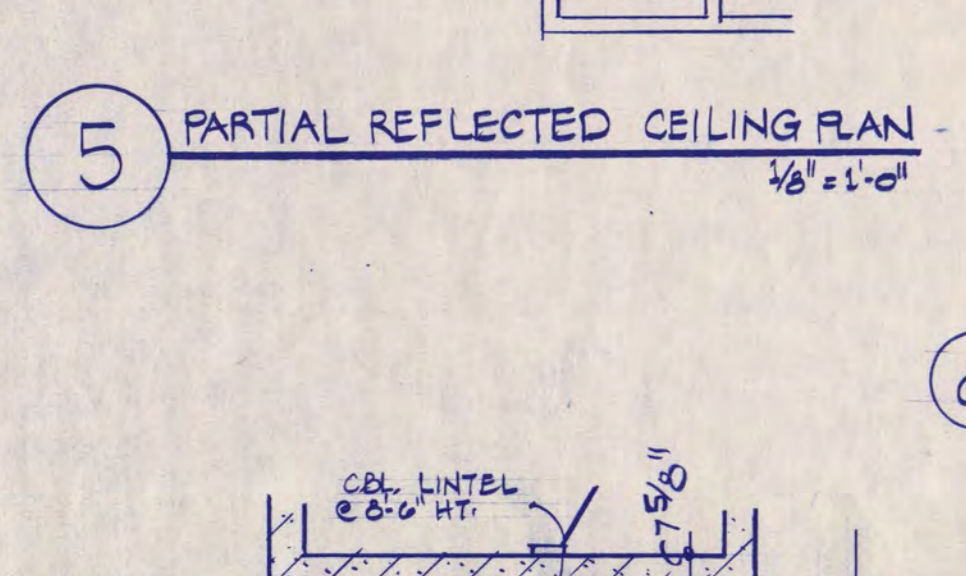 5
PARTIAL REFLECTED CEILING PLAN
1/8" = 1'-0"
CBL. LINTEL
@ 8'-6" HT.
7 5/8"